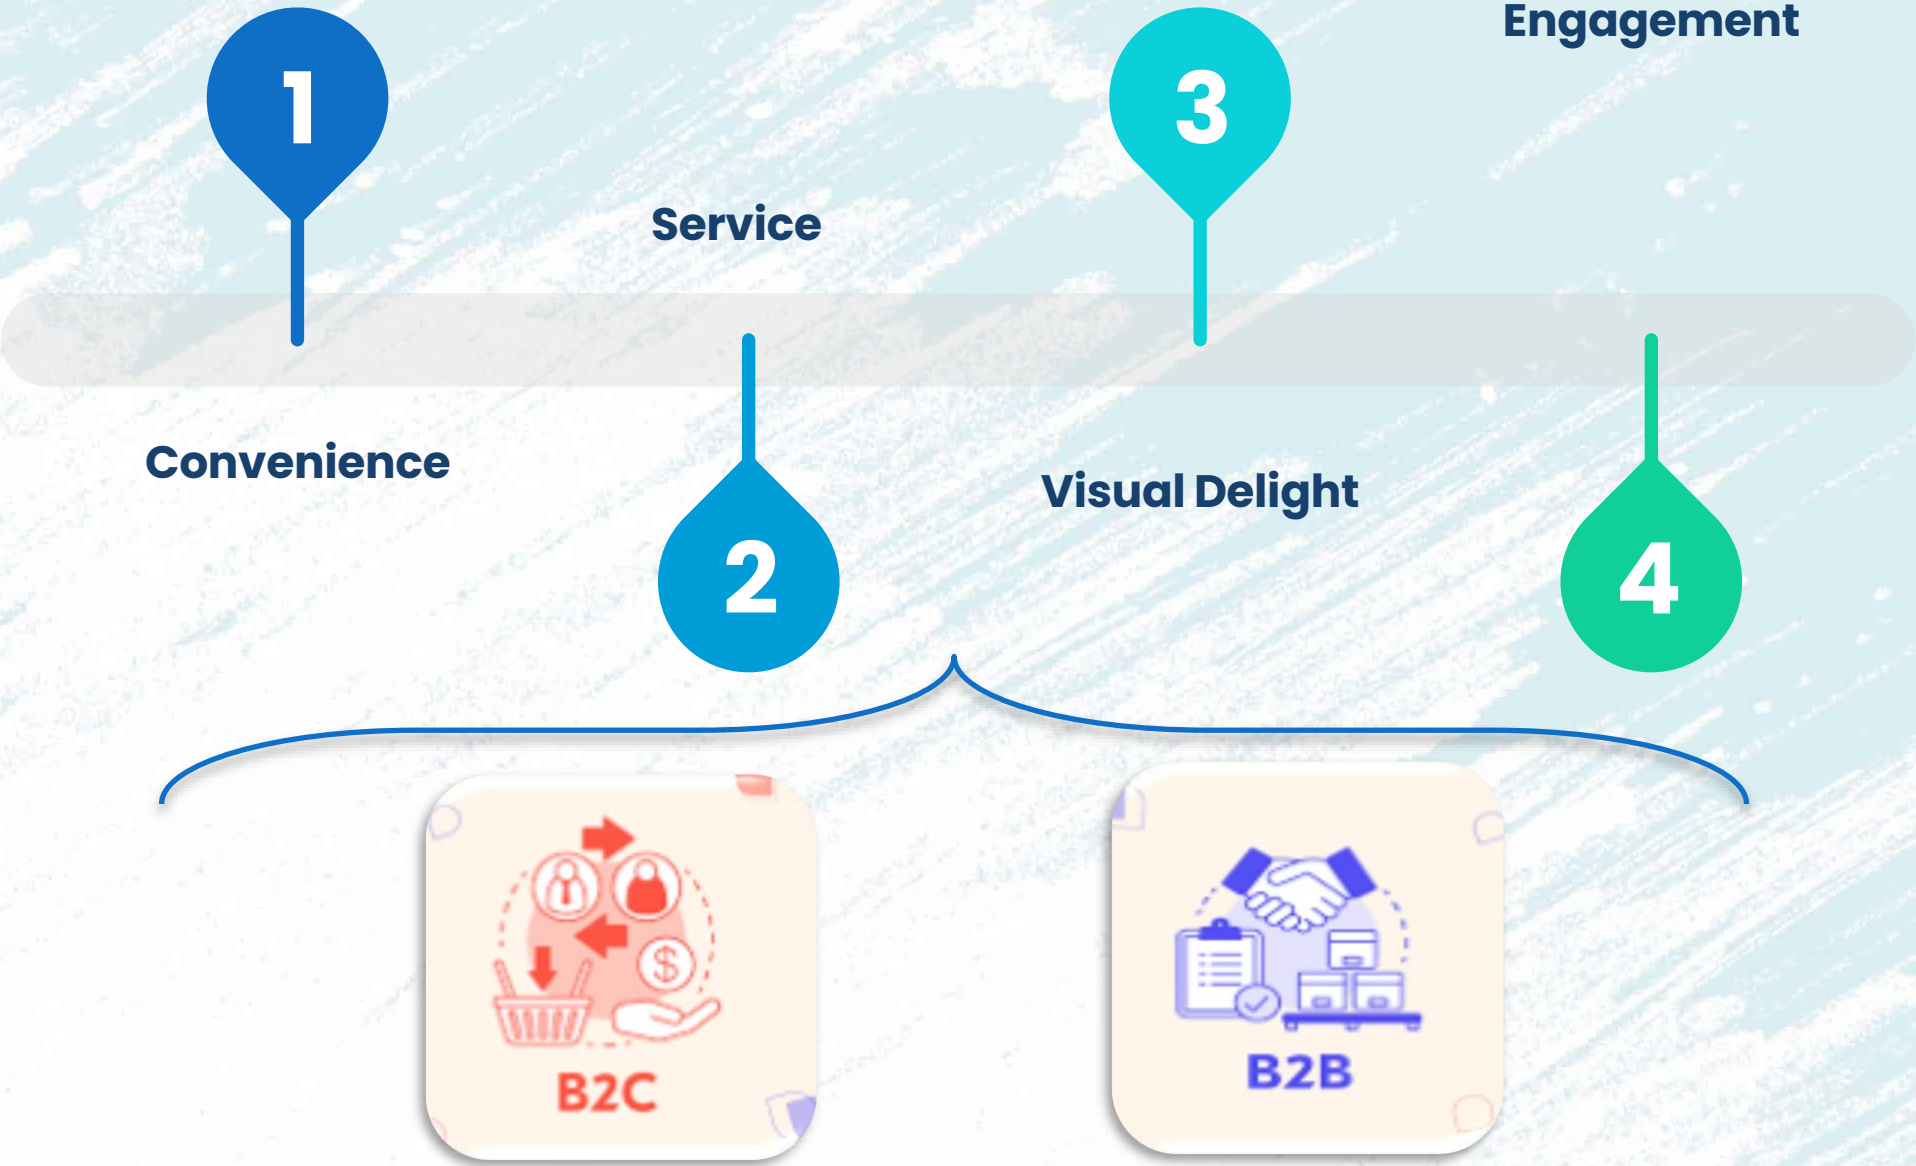 Engagement
1
3
Service
Convenience
Visual Delight
2
4
$
B2C
B2B